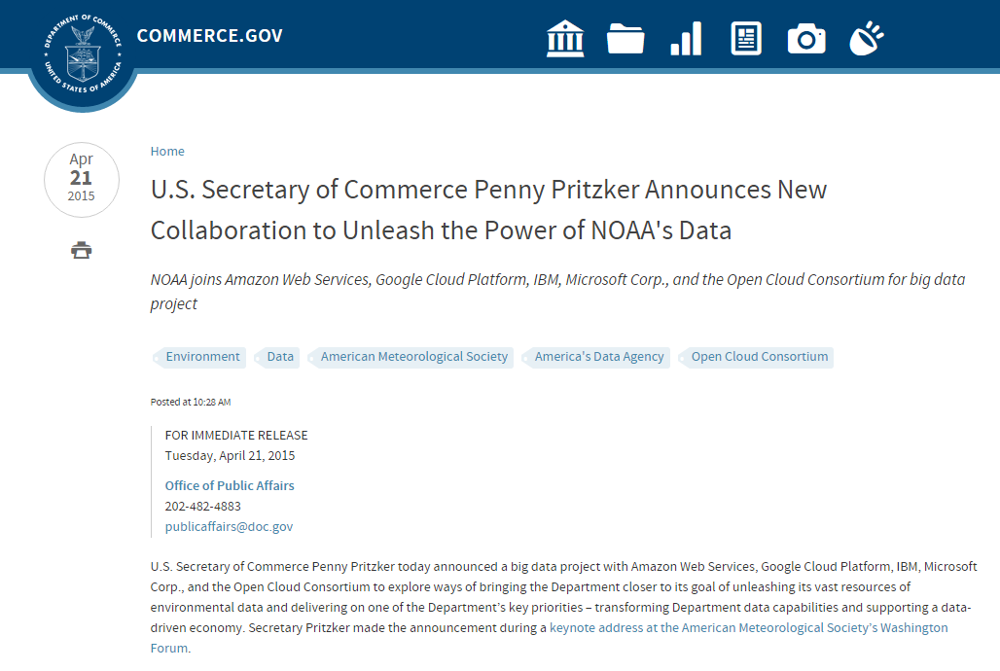 DEPARTMENT OF COMMERCE
UNITED STATES OF AMERICA
COMMERCE.GOV
Apr
21
2015
Home
U.S. Secretary of Commerce Penny Pritzker Announces New
Collaboration to Unleash the Power of NOAA's Data
NOAA joins Amazon Web Services, Google Cloud Platform, IBM, Microsoft Corp., and the Open Cloud Consortium for big data
project
Environment Data American Meteorological Society America's Data Agency Open Cloud Consortium
Posted at 10:28 AM
FOR IMMEDIATE RELEASE
Tuesday, April 21, 2015
Office of Public Affairs
202-482-4883
publicaffairs@doc.gov
U.S. Secretary of Commerce Penny Pritzker today announced a big data project with Amazon Web Services, Google Cloud Platform, IBM, Microsoft
Corp., and the Open Cloud Consortium to explore ways of bringing the Department closer to its goal of unleashing its vast resources of
environmental data and delivering on one of the Department’s key priorities – transforming Department data capabilities and supporting a data-
driven economy. Secretary Pritzker made the announcement during a keynote address at the American Meteorological Society’s Washington
Forum.